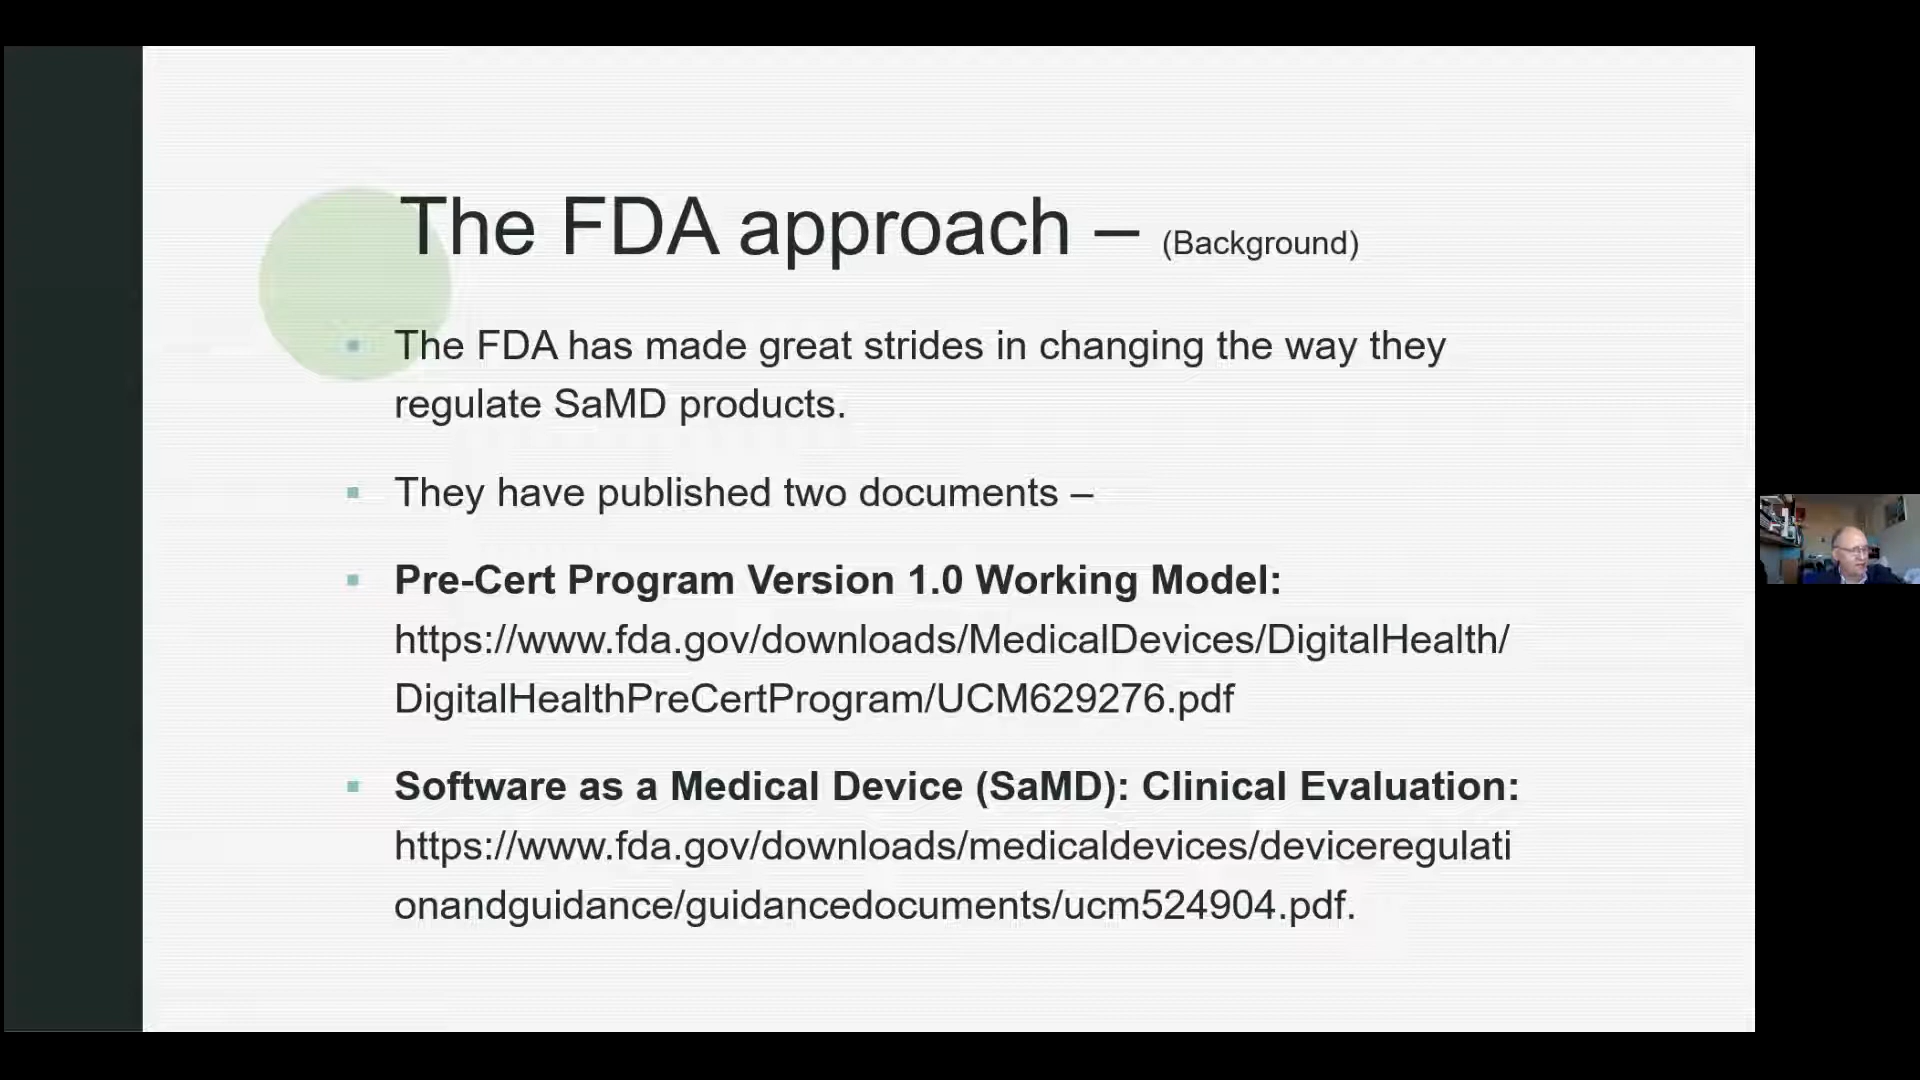 The FDA approach – (Background)
The FDA has made great strides in changing the way they
regulate SaMD products.
They have published two documents –
Pre-Cert Program Version 1.0 Working Model:
https://www.fda.gov/downloads/MedicalDevices/DigitalHealth/
DigitalHealthPreCertProgram/UCM629276.pdf
Software as a Medical Device (SaMD): Clinical Evaluation:
https://www.fda.gov/downloads/medicaldevices/deviceregulati
onandguidance/guidancedocuments/ucm524904.pdf.